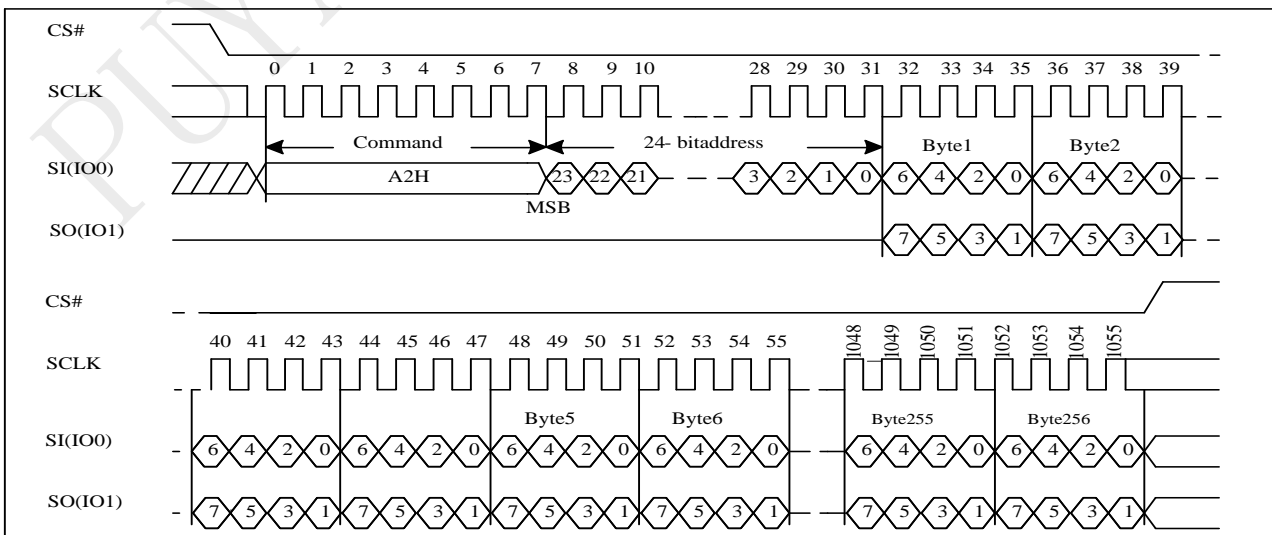 PUYA
CS#
0 1 2 3 4 5 6 7 8 9 10 28 29 30 31 32 33 34 35 36 37 38 39
SCLK
Command 24- bitaddress Byte1 Byte2
SI(IO0) A2H 23 22 21 3 2 1 0 6 4 2 0 6 4 2 0
MSB
SO(IO1) 7 5 3 1 7 5 3 1
CS#
40 41 42 43 44 45 46 47 48 49 50 51 52 53 54 55 1048 1049 1050 1051 1052 1053 1054 1055
SCLK
Byte5 Byte6 Byte255 Byte256
SI(IO0) 6 4 2 0 6 4 2 0 6 4 2 0 6 4 2 0 6 4 2 0 6 4 2 0
SO(IO1) 7 5 3 1 7 5 3 1 7 5 3 1 7 5 3 1 7 5 3 1 7 5 3 1